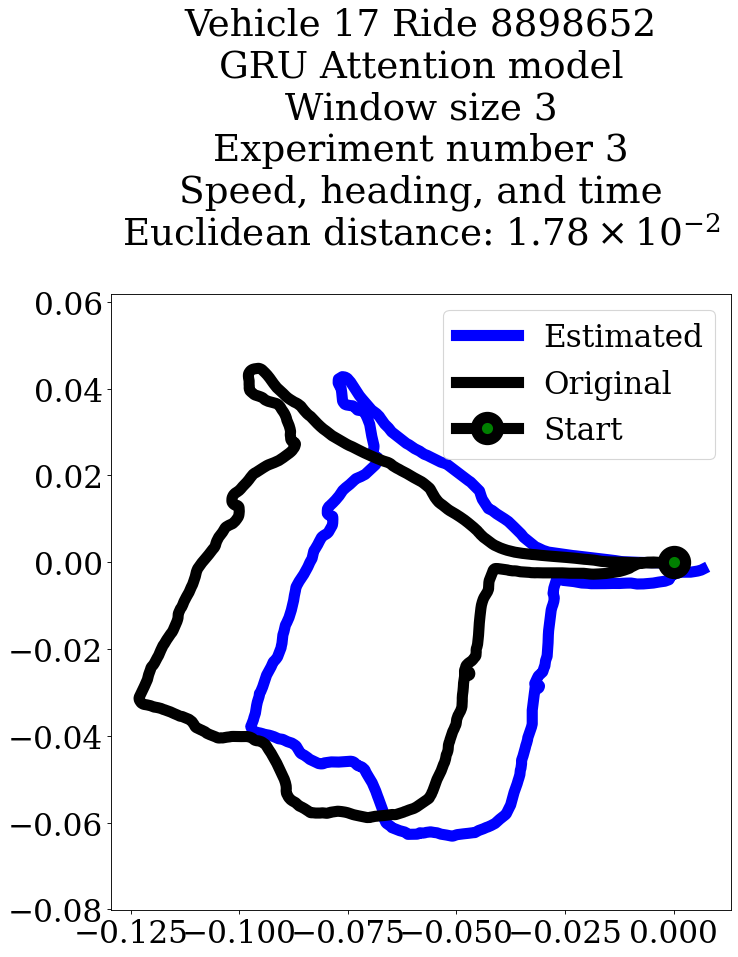 Vehicle 17 Ride 8898652
GRU Attention model
Window size 3
Experiment number 3
Speed, heading, and time
Euclidean distance: 1.78 × 10⁻²
0.06
0.04
0.02
0.00
−0.02
−0.04
−0.06
−0.08
Estimated
Original
Start
−0.125 −0.100 −0.075 −0.050 −0.025 0.000